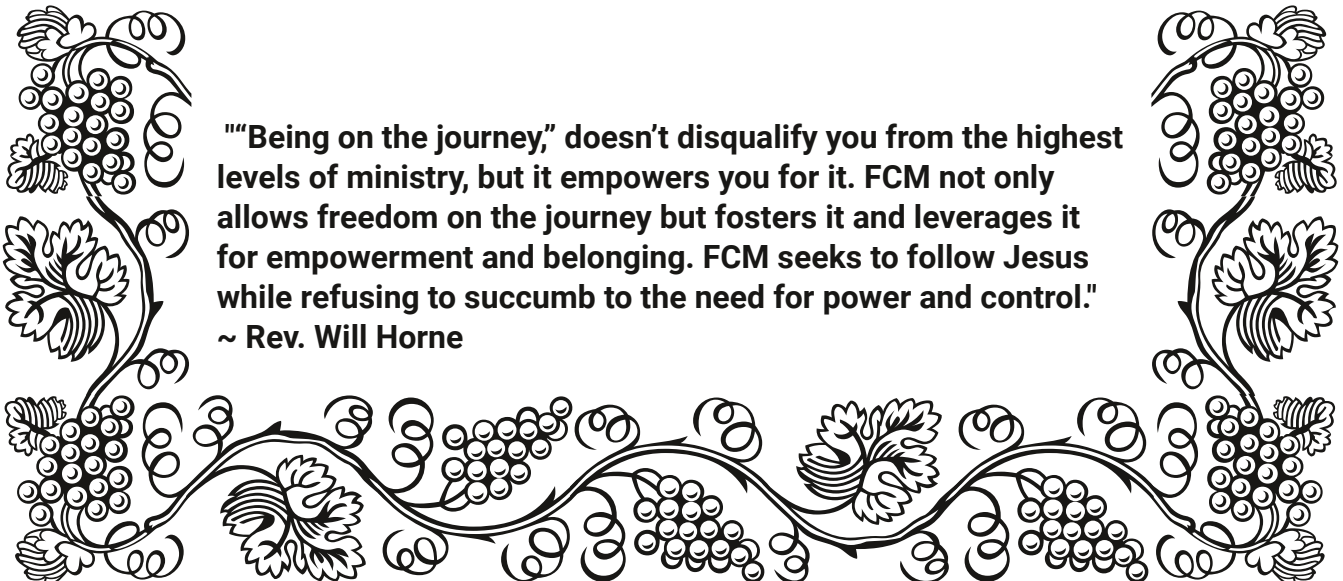 "“Being on the journey,” doesn’t disqualify you from the highest
levels of ministry, but it empowers you for it. FCM not only
allows freedom on the journey but fosters it and leverages it
for empowerment and belonging. FCM seeks to follow Jesus
while refusing to succumb to the need for power and control."
~ Rev. Will Horne